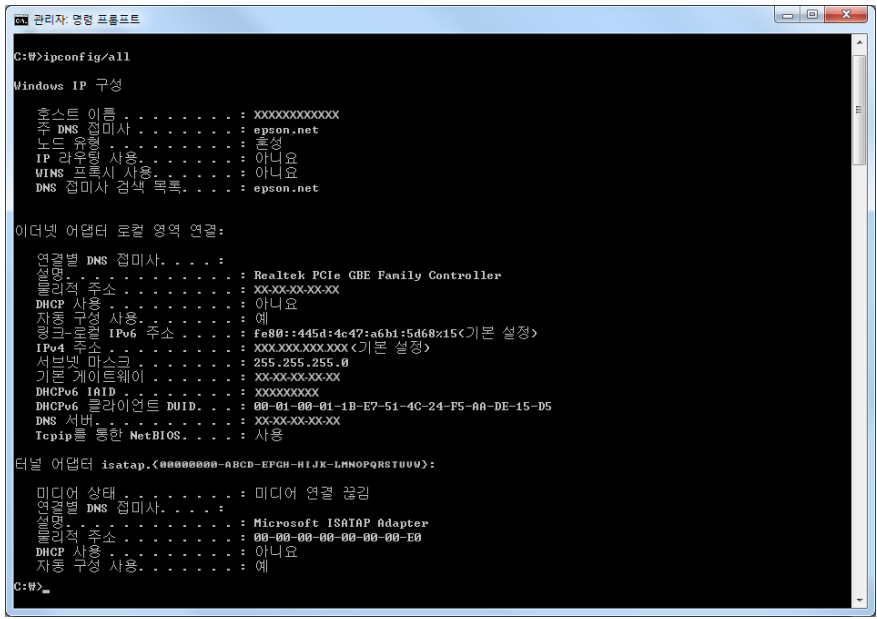 관리자: 명령 프롬프트
C:₩>ipconfig/all
Windows IP 구성
호스트 이름 . . . . . . . . : XXXXXXXXXXXX
주 DNS 접미사 . . . . . . . : epson.net
노드 유형 . . . . . . . . . : 혼성
IP 라우팅 사용. . . . . . . : 아니요
WINS 프록시 사용. . . . . . : 아니요
DNS 접미사 검색 목록. . . . : epson.net
이더넷 어댑터 로컬 영역 연결:
연결별 DNS 접미사. . . . :
설명. . . . . . . . . . . . : Realtek PCIe GBE Family Controller
물리적 주소 . . . . . . . . : XX-XX-XX-XX-XX
DHCP 사용 . . . . . . . . . : 아니요
자동 구성 사용. . . . . . . : 예
링크-로컬 IPv6 주소 . . . . : fe80::445d:4c47:a6b1:5d68%15(기본 설정)
IPv4 주소 . . . . . . . . . : XXX.XXX.XXX.XXX(기본 설정)
서브넷 마스크 . . . . . . . : 255.255.255.0
기본 게이트웨이 . . . . . . : XX-XX-XX-XX-XX
DHCPv6 IAID . . . . . . . . : XXXXXXXXX
DHCPv6 클라이언트 DUID. . . : 00-01-00-01-1B-E7-51-4C-24-F5-AA-DE-15-D5
DNS 서버. . . . . . . . . . : XX-XX-XX-XX-XX
Tcpip를 통한 NetBIOS. . . . : 사용
터널 어댑터 isatap.{00000000-ABCD-EFGH-HIJK-LMNOPQRSTUVW}:
미디어 상태 . . . . . . . . : 미디어 연결 끊김
연결별 DNS 접미사. . . . :
설명. . . . . . . . . . . . : Microsoft ISATAP Adapter
물리적 주소 . . . . . . . . : 00-00-00-00-00-00-00-E0
DHCP 사용 . . . . . . . . . : 아니요
자동 구성 사용. . . . . . . : 예
C:₩>_